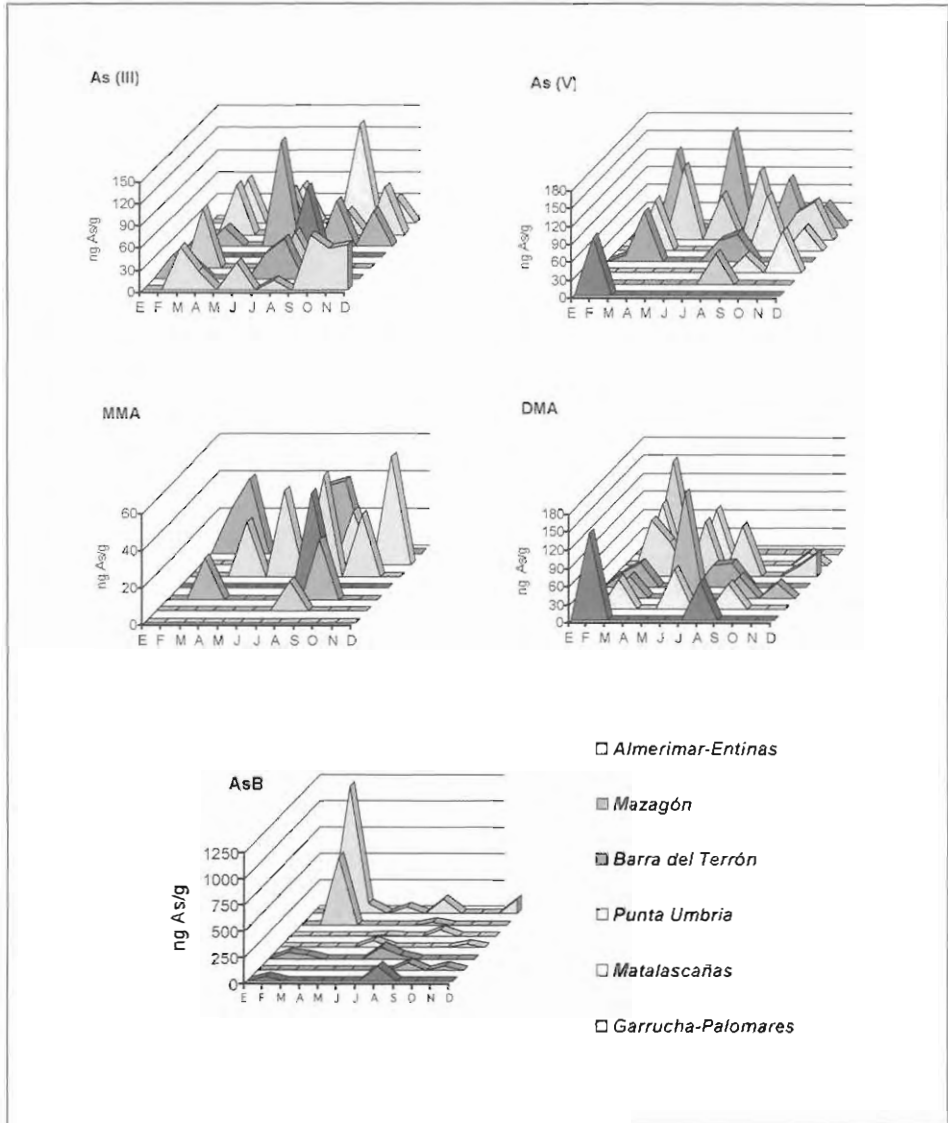 As (III)
150
120
90
60
30
0
ng As/g
E F M A M J J A S O N D
As (V)
180
150
120
90
60
30
0
ng As/g
E F M A M J J A S O N D
MMA
60
40
20
0
ng As/g
E F M A M J J A S O N D
DMA
180
150
120
90
60
30
0
ng As/g
E F M A M J J A S O N D
AsB
1250
1000
750
500
250
0
ng As/g
E F M A M J J A S O N D
Almerimar-Entinas
Mazagón
Barra del Terrón
Punta Umbria
Matalascañas
Garrucha-Palomares